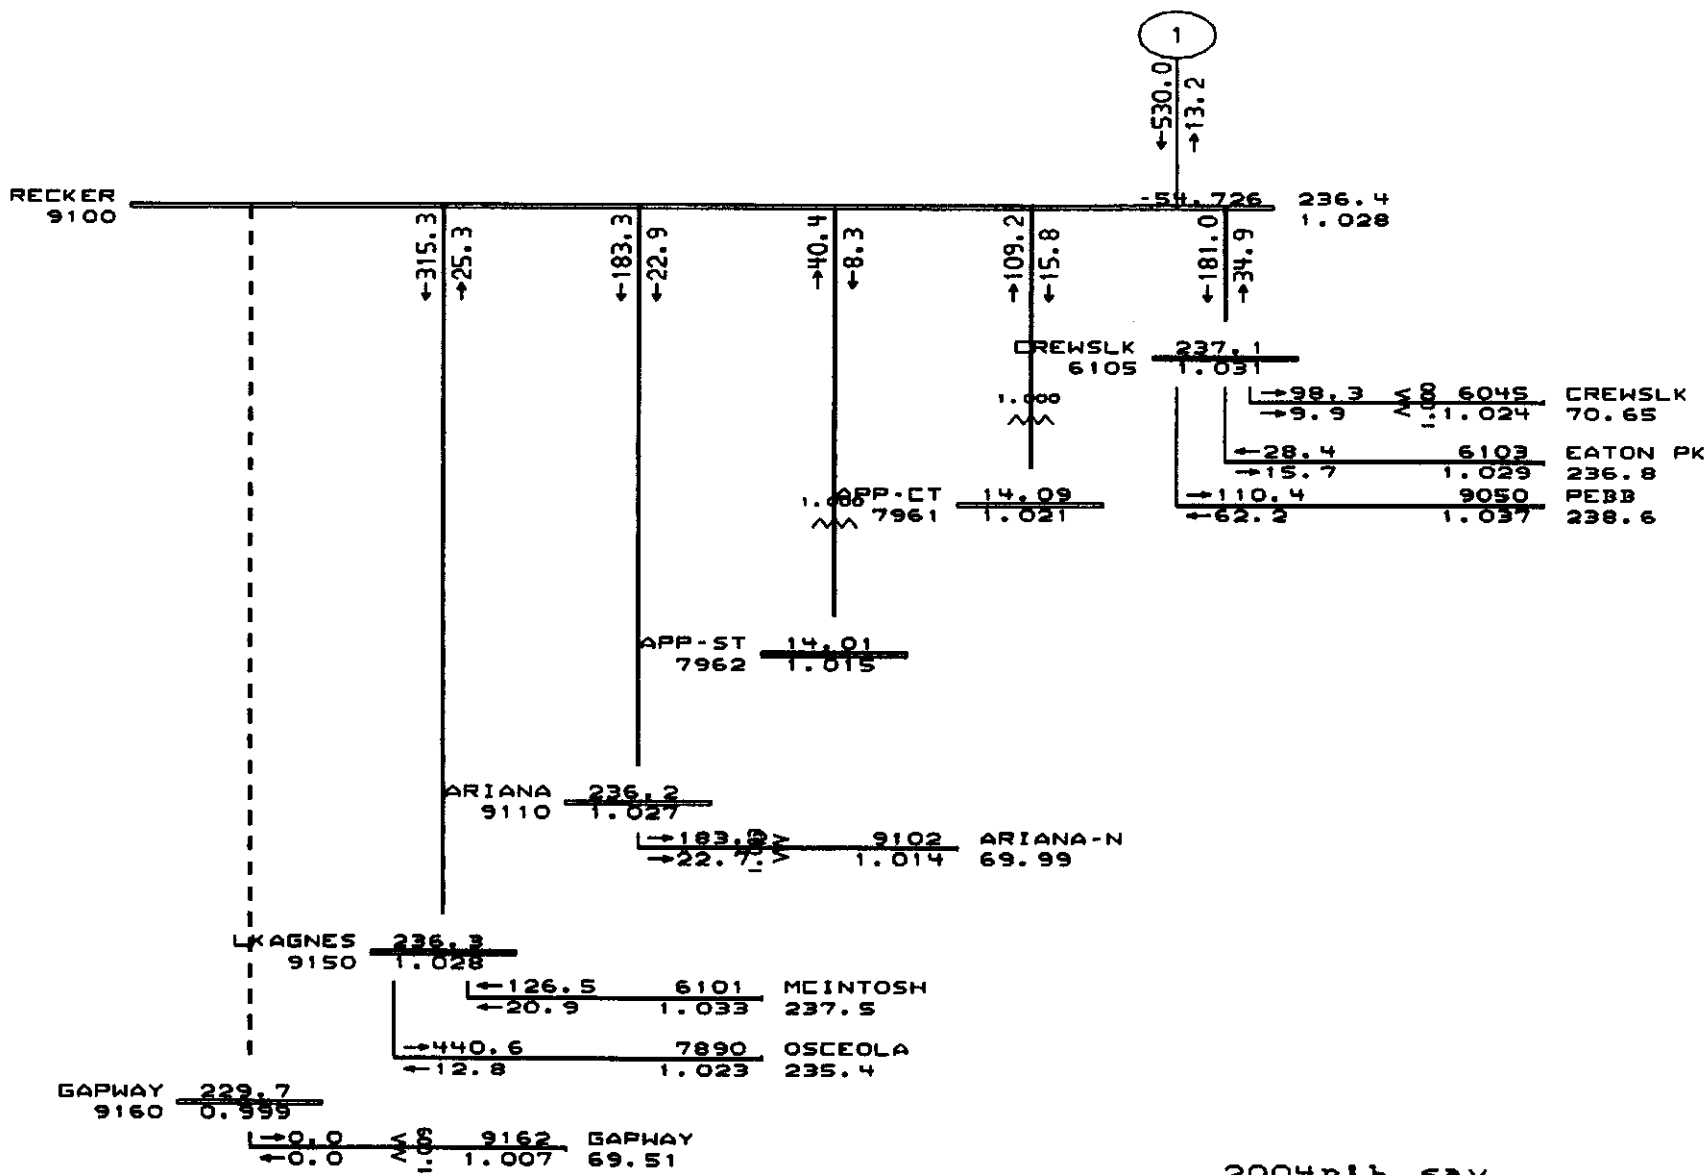 1
←530.0
→13.2
RECKER
9100
-54.726 236.4
1.028
←315.3
→25.3
←183.3
←22.9
→40.4
←8.3
→109.2
←15.8
←181.0
→34.9
CREWSLK 237.1
6105 1.031
→98.3 6045 CREWSLK
→9.9 1.024 70.65
1.000
←28.4 6103 EATON PK
→15.7 1.029 236.8
→110.4 9050 PEBB
←62.2 1.037 238.6
APP-CT 14.09
7961 1.021
1.000
APP-ST 14.01
7962 1.015
ARIANA 236.2
9110 1.027
9102 ARIANA-N
→22.7 1.014 69.99
LKAGNES 236.3
9150 1.028
←126.5 6101 MCINTOSH
←20.9 1.033 237.5
→440.6 7890 OSCEOLA
←12.8 1.023 235.4
GAPWAY 229.7
9160 0.999
→0.0 9162 GAPWAY
←0.0 1.007 69.51
1.009